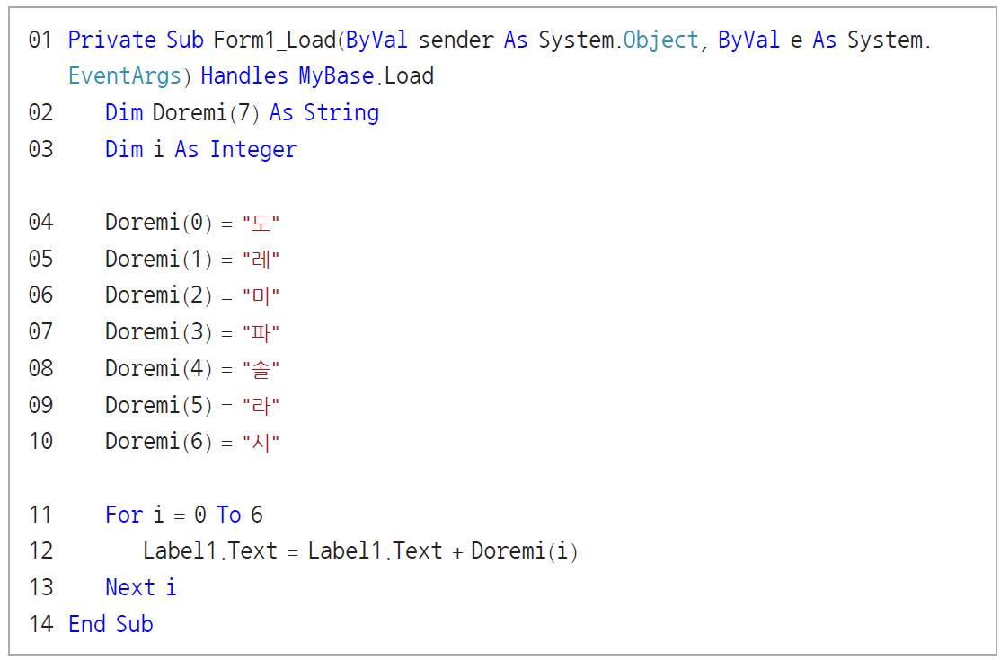 01 Private Sub Form1_Load(ByVal sender As System.Object, ByVal e As System.
EventArgs) Handles MyBase.Load
02 Dim Doremi(7) As String
03 Dim i As Integer
04 Doremi(0) = "도"
05 Doremi(1) = "레"
06 Doremi(2) = "미"
07 Doremi(3) = "파"
08 Doremi(4) = "솔"
09 Doremi(5) = "라"
10 Doremi(6) = "시"
11 For i = 0 To 6
12 Label1.Text = Label1.Text + Doremi(i)
13 Next i
14 End Sub